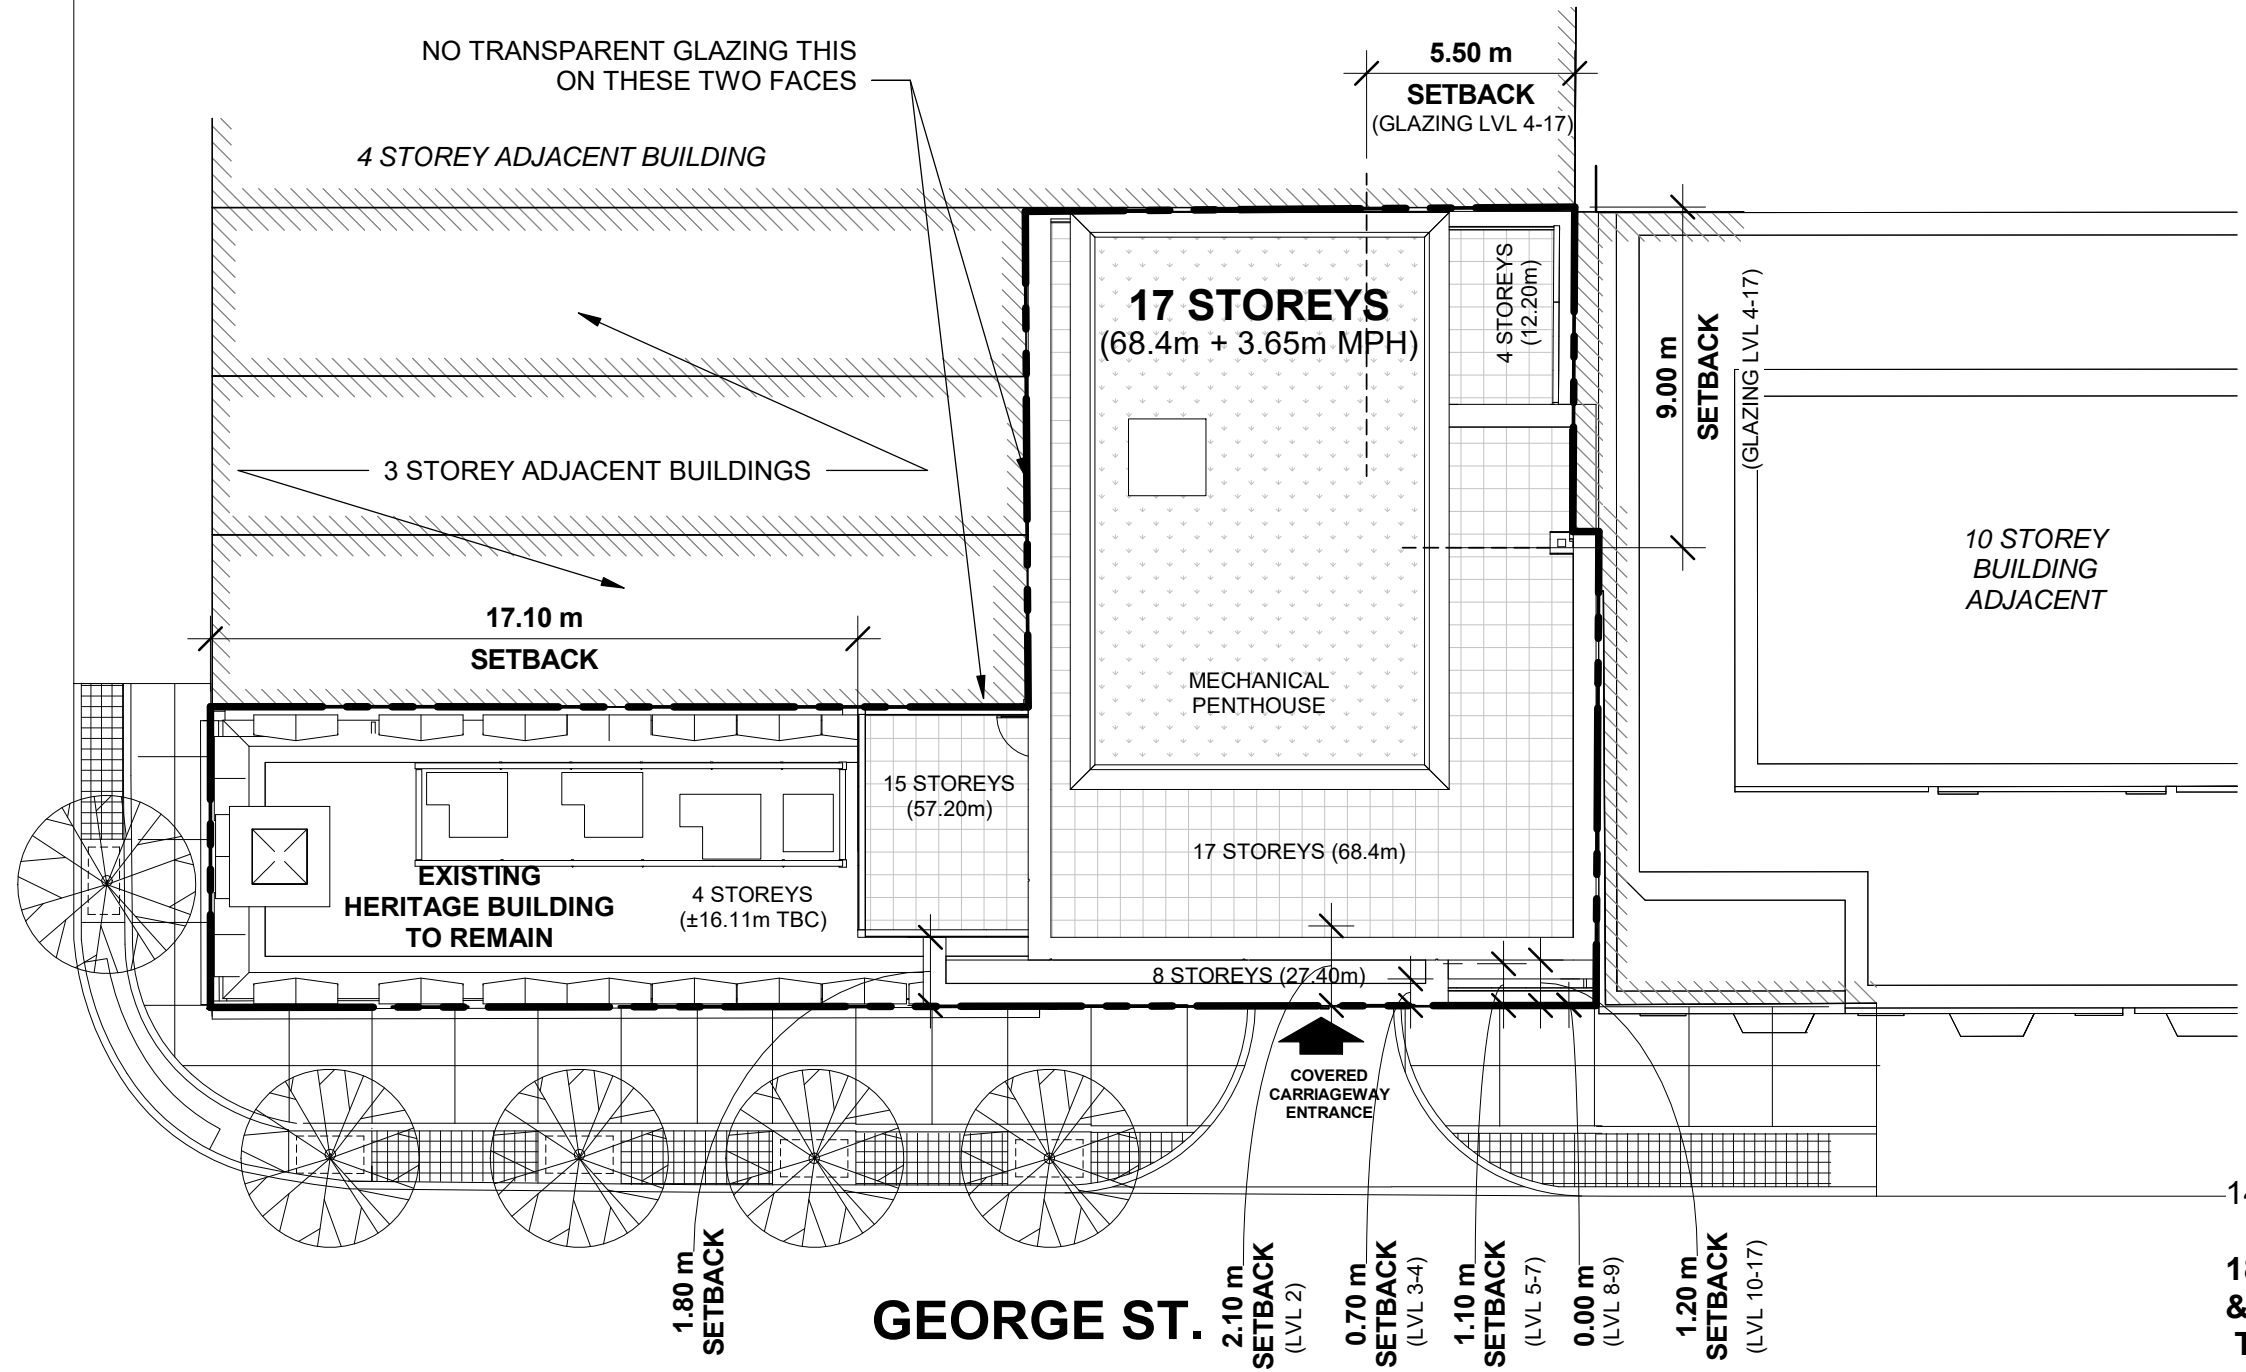 NO TRANSPARENT GLAZING THIS
ON THESE TWO FACES
5.50 m
SETBACK
(GLAZING LVL 4-17)
4 STOREY ADJACENT BUILDING
17 STOREYS
(68.4m + 3.65m MPH)
4 STOREYS
(12.20m)
9.00 m
SETBACK
(GLAZING LVL 4-17)
3 STOREY ADJACENT BUILDINGS
10 STOREY
BUILDING
ADJACENT
17.10 m
SETBACK
MECHANICAL
PENTHOUSE
15 STOREYS
(57.20m)
17 STOREYS (68.4m)
EXISTING
HERITAGE BUILDING
TO REMAIN
4 STOREYS
(±16.11m TBC)
8 STOREYS (27.40m)
COVERED
CARRIAGEWAY
ENTRANCE
1.80 m
SETBACK
GEORGE ST.
2.10 m
SETBACK
(LVL 2)
0.70 m
SETBACK
(LVL 3-4)
1.10 m
SETBACK
(LVL 5-7)
0.00 m
(LVL 8-9)
1.20 m
SETBACK
(LVL 10-17)
&